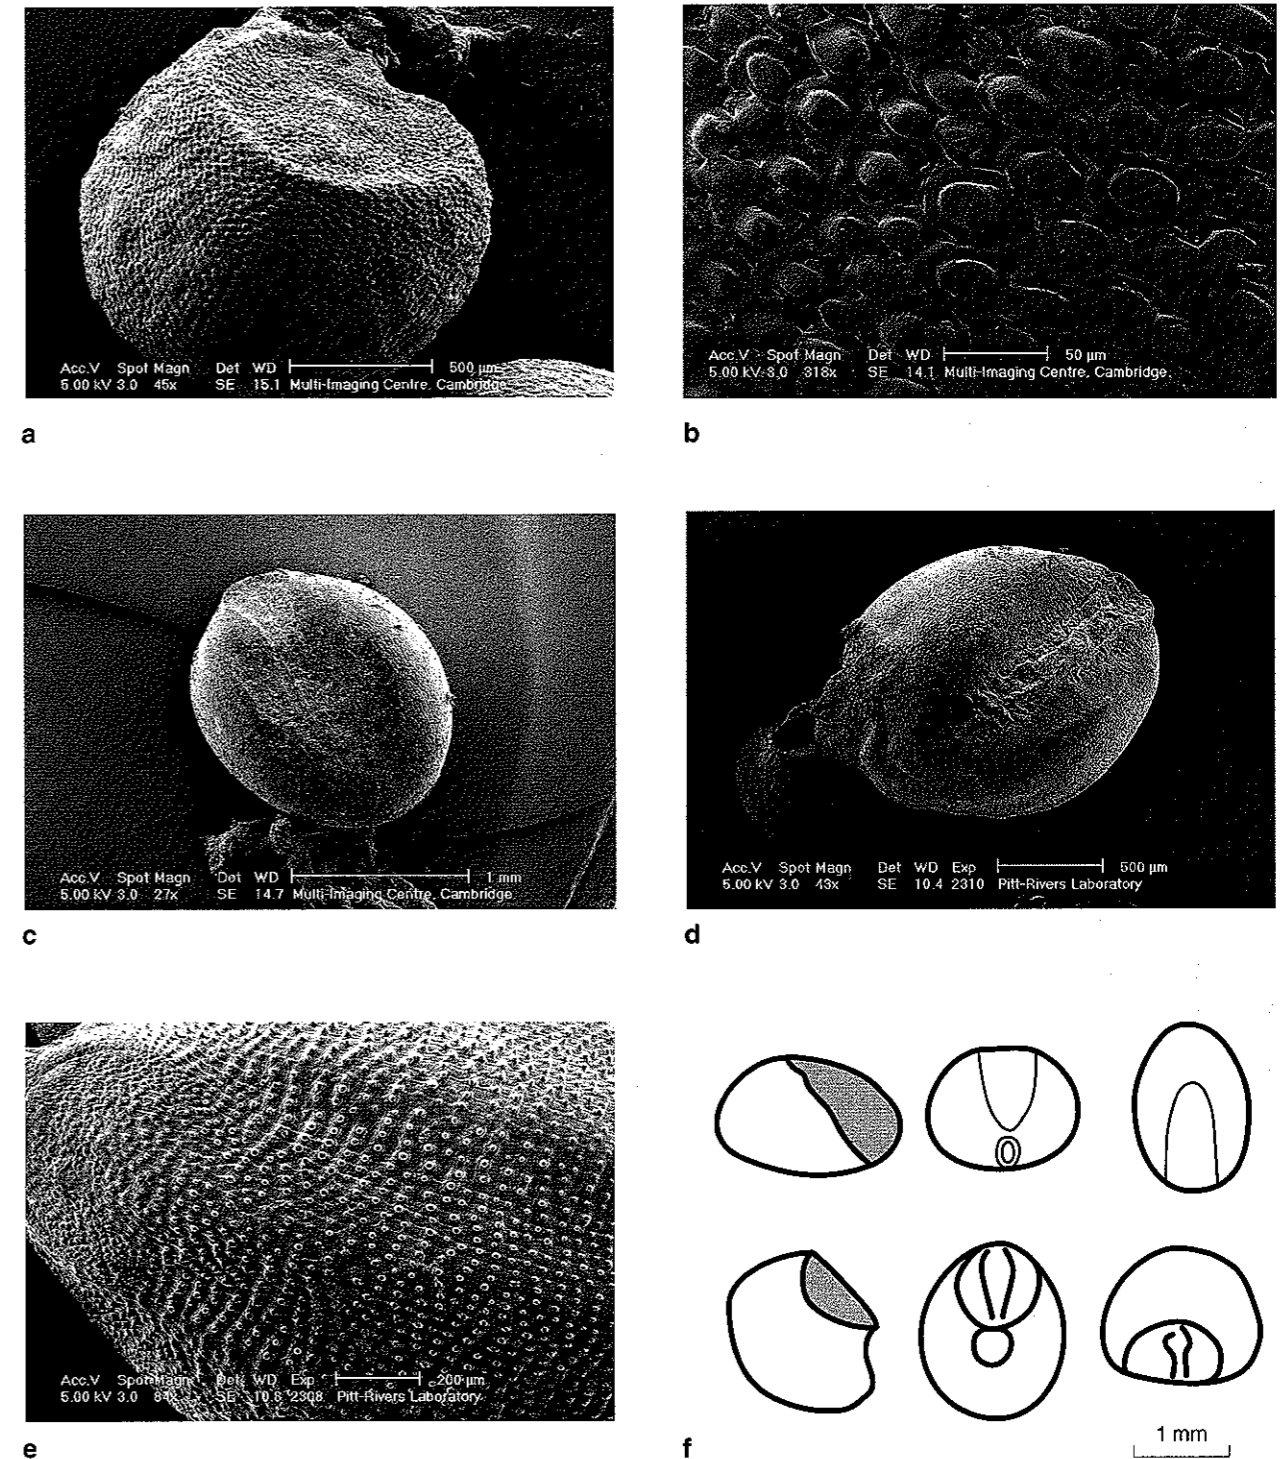 Acc.V Spot Magn Det WD 500 µm
5.00 kV 3.0 45x SE 15.1 Multi-Imaging Centre, Cambridge
a
Acc.V Spot Magn Det WD 50 µm
5.00 kV 3.0 318x SE 14.1 Multi-Imaging Centre, Cambridge
b
Acc.V Spot Magn Det WD 1 mm
5.00 kV 3.0 27x SE 14.7 Multi-Imaging Centre, Cambridge
c
Acc.V Spot Magn Det WD Exp 500 µm
5.00 kV 3.0 43x SE 10.4 2310 Pitt-Rivers Laboratory
d
Acc.V Spot Magn Det WD Exp 200 µm
5.00 kV 3.0 84x SE 10.6 2308 Pitt-Rivers Laboratory
e
1 mm
f